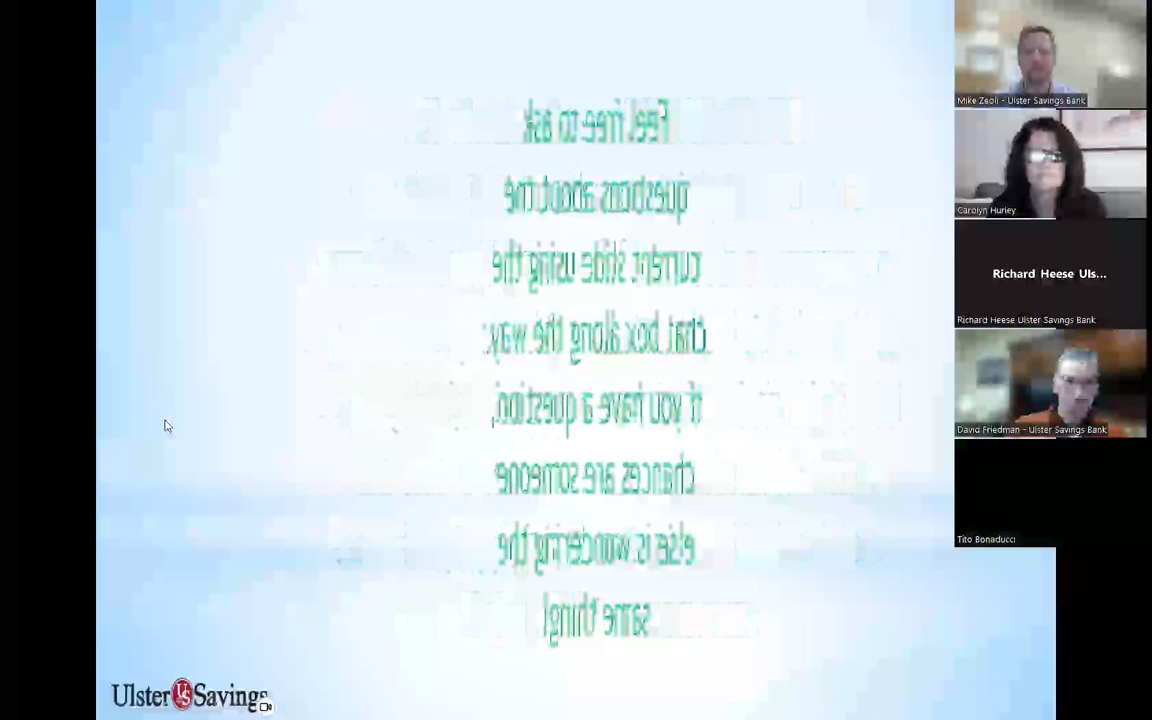 Feel free to ask
questions about the
current slide using the
chat box along the way;
if you have a question,
chances are someone
else is wondering the
same thing!
Ulster Savings
Mike Zeoli - Ulster Savings Bank
Carolyn Hurley
Richard Heese Uls...
Richard Heese Ulster Savings Bank
David Friedman - Ulster Savings Bank
Tito Bonaducci